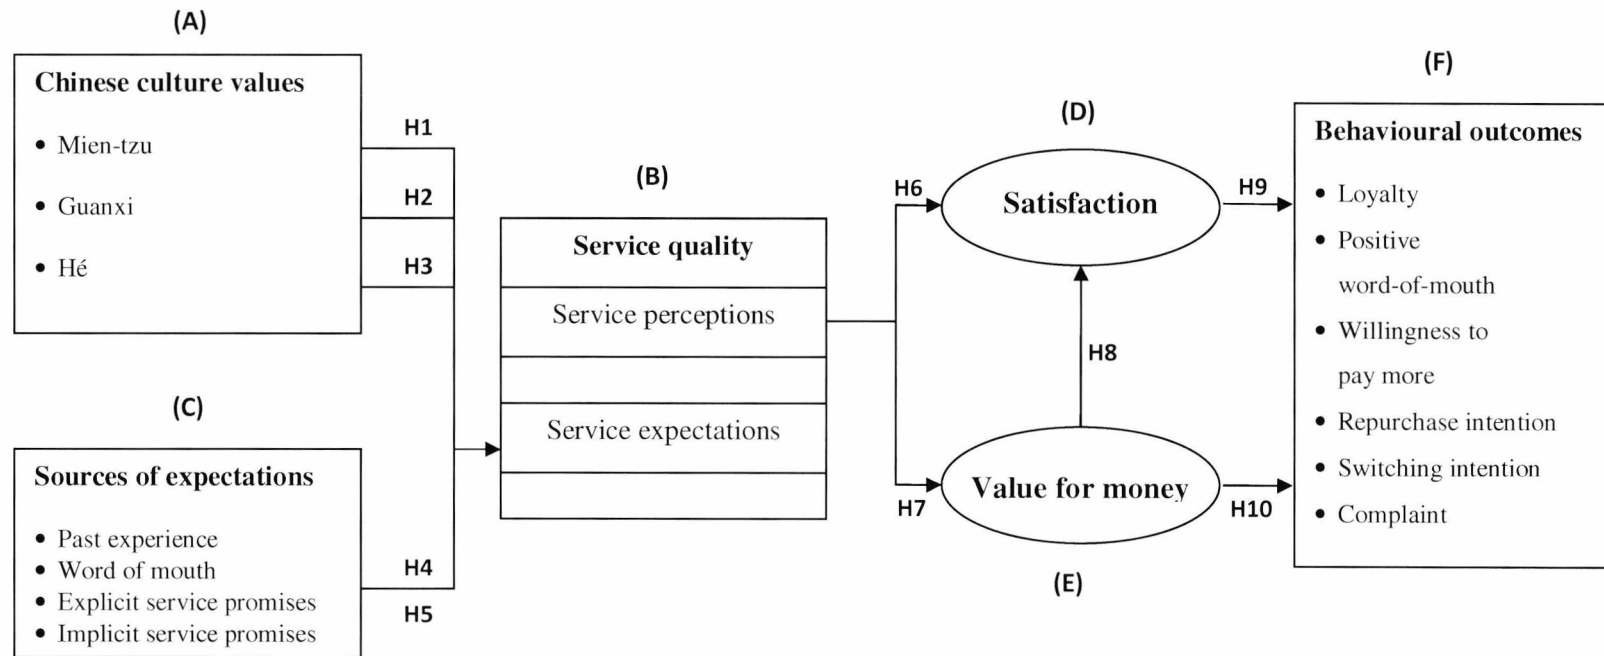 (A)
Chinese culture values
• Mien-tzu
• Guanxi
• Hé
H1
H2
H3
(C)
Sources of expectations
• Past experience
• Word of mouth
• Explicit service promises
• Implicit service promises
H4
H5
(B)
Service quality
Service perceptions
Service expectations
H6
H7
(D)
Satisfaction
H8
Value for money
(E)
H9
H10
(F)
Behavioural outcomes
• Loyalty
• Positive
word-of-mouth
• Willingness to
pay more
• Repurchase intention
• Switching intention
• Complaint